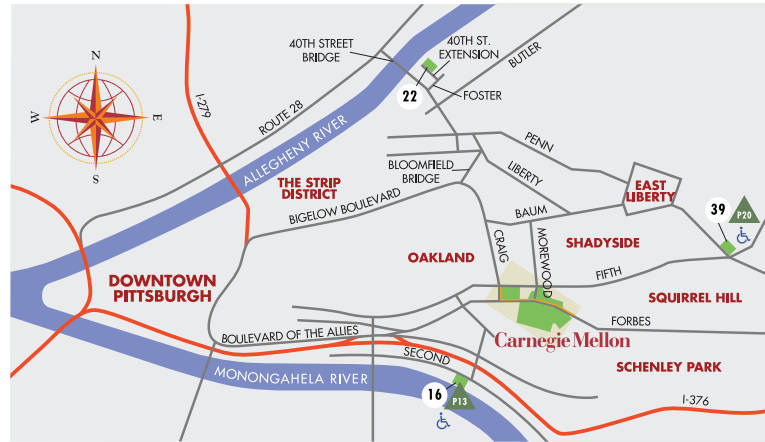 N
W
E
S
I-279
ROUTE 28
ALLEGHENY RIVER
40TH STREET
BRIDGE
40TH ST.
EXTENSION
BUTLER
22
FOSTER
PENN
LIBERTY
BLOOMFIELD
BRIDGE
THE STRIP
DISTRICT
BIGELOW BOULEVARD
EAST
LIBERTY
BAUM
39
P20
OAKLAND
CRAIG
MOREWOOD
SHADYSIDE
FIFTH
DOWNTOWN
PITTSBURGH
SQUIRREL HILL
FORBES
BOULEVARD OF THE ALLIES
Carnegie Mellon
SECOND
SCHENLEY PARK
MONONGAHELA RIVER
16
P13
I-376